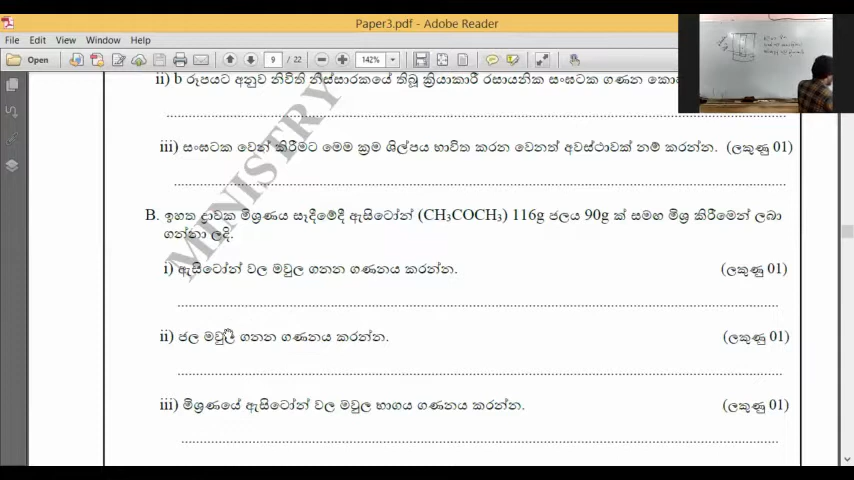 Paper3.pdf - Adobe Reader
File Edit View Window Help
Open 9 / 22 142%
ii) b රූපයට අනුව නිවිති නිස්සාරකයේ තිබූ ක්‍රියාකාරී රසායනික සංඝටක ගණන කො
iii) සංඝටක වෙන් කිරීමට මෙම ක්‍රම ශිල්පය භාවිත කරන වෙනත් අවස්ථාවක් නම් කරන්න. (ලකුණු 01)
MINISTRY
B. ඉහත ද්‍රාවක මිශ්‍රණය සෑදීමේදී ඇසිටෝන් (CH₃COCH₃) 116g ජලය 90g ක් සමඟ මිශ්‍ර කිරීමෙන් ලබා
ගන්නා ලදි.
i) ඇසිටෝන් වල මවුල ගනන ගණනය කරන්න. (ලකුණු 01)
ii) ජල මවුල ගනන ගණනය කරන්න. (ලකුණු 01)
iii) මිශ්‍රණයේ ඇසිටෝන් වල මවුල භාගය ගණනය කරන්න. (ලකුණු 01)